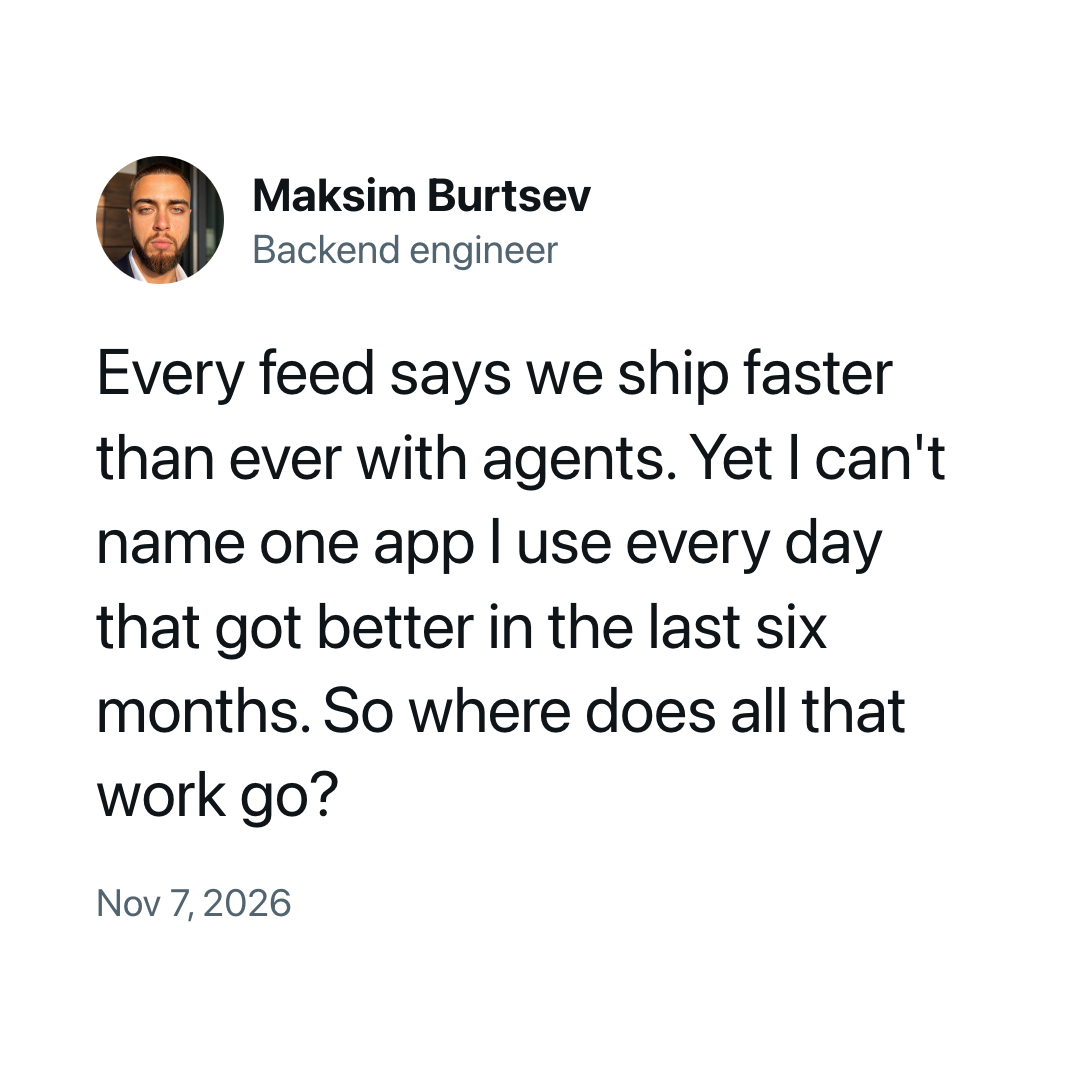 Maksim Burtsev
Backend engineer
Every feed says we ship faster
than ever with agents. Yet I can't
name one app I use every day
that got better in the last six
months. So where does all that
work go?
Nov 7, 2026